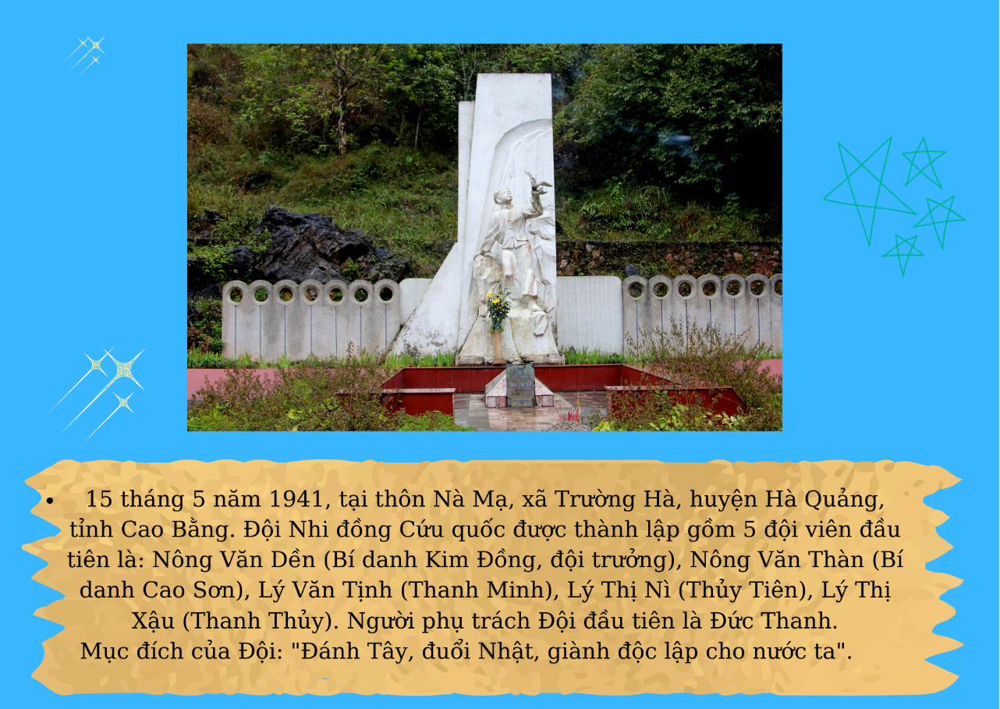 • 15 tháng 5 năm 1941, tại thôn Nà Mạ, xã Trường Hà, huyện Hà Quảng,
tỉnh Cao Bằng. Đội Nhi đồng Cứu quốc được thành lập gồm 5 đội viên đầu
tiên là: Nông Văn Dền (Bí danh Kim Đồng, đội trưởng), Nông Văn Thàn (Bí
danh Cao Sơn), Lý Văn Tịnh (Thanh Minh), Lý Thị Nì (Thủy Tiên), Lý Thị
Xậu (Thanh Thủy). Người phụ trách Đội đầu tiên là Đức Thanh.
Mục đích của Đội: "Đánh Tây, đuổi Nhật, giành độc lập cho nước ta".